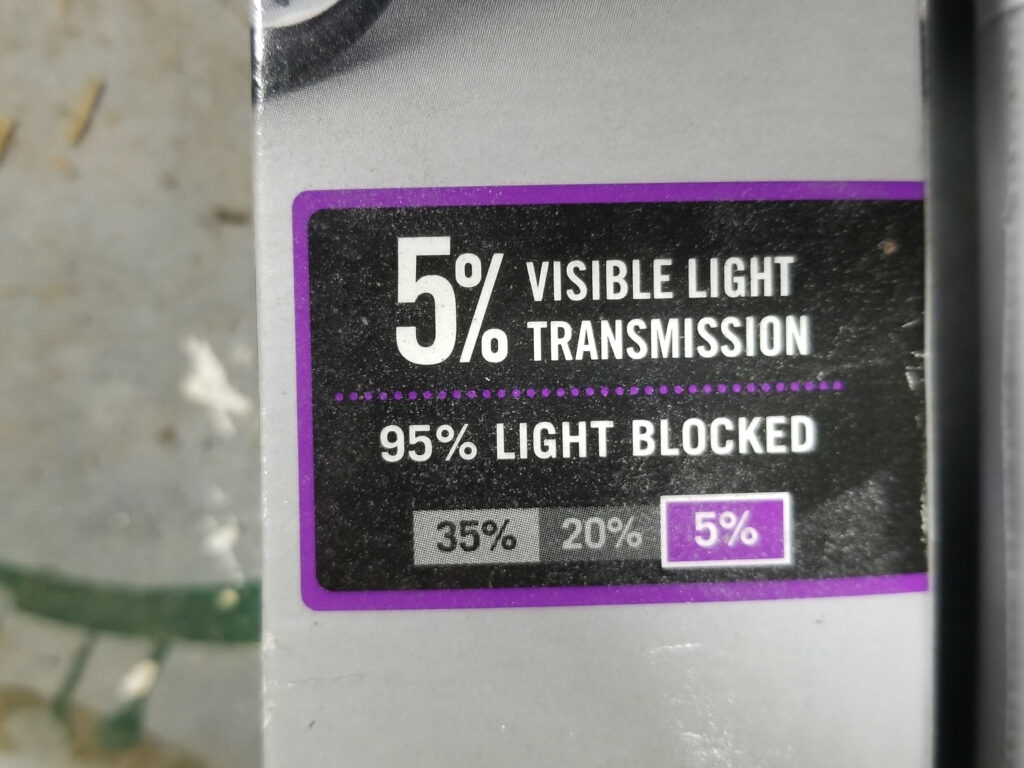 5% VISIBLE LIGHT
TRANSMISSION
95% LIGHT BLOCKED
35% 20% 5%